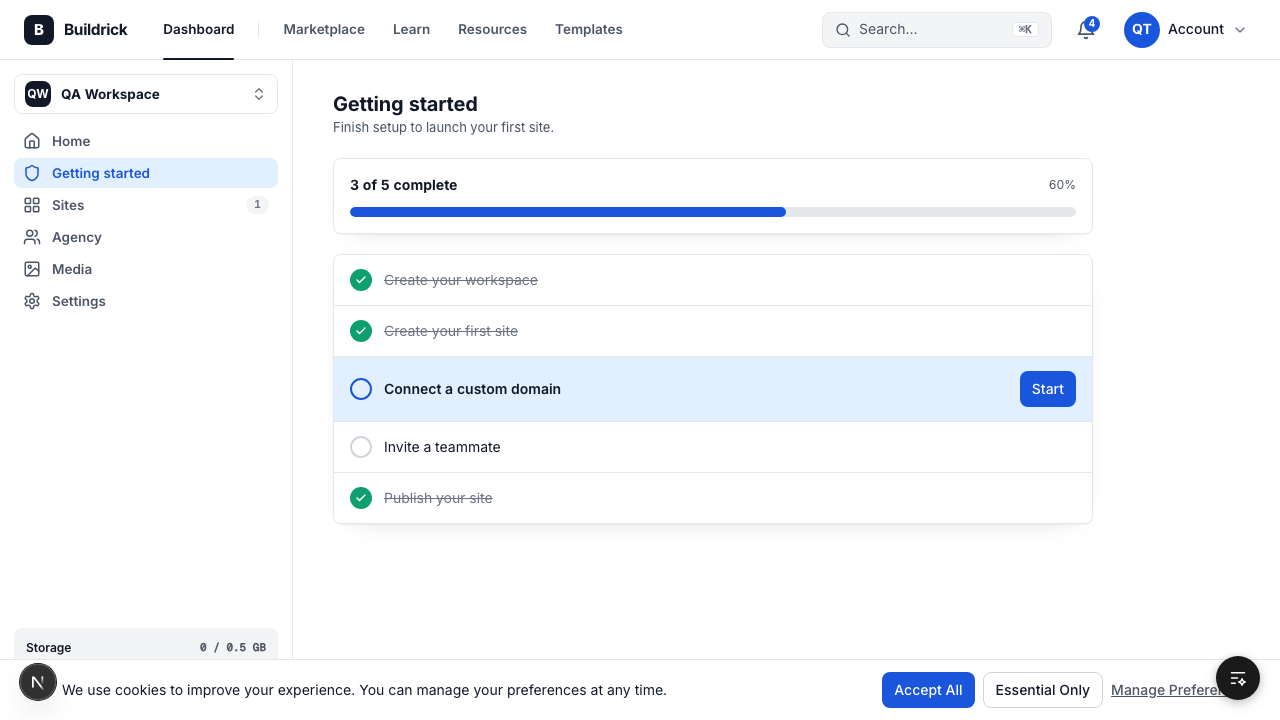 B Buildrick Dashboard Marketplace Learn Resources Templates Search... ⌘K 4 QT Account
QW QA Workspace
Home
Getting started
Sites 1
Agency
Media
Settings
Storage 0 / 0.5 GB
Getting started
Finish setup to launch your first site.
3 of 5 complete 60%
Create your workspace
Create your first site
Connect a custom domain Start
Invite a teammate
Publish your site
N We use cookies to improve your experience. You can manage your preferences at any time. Accept All Essential Only Manage